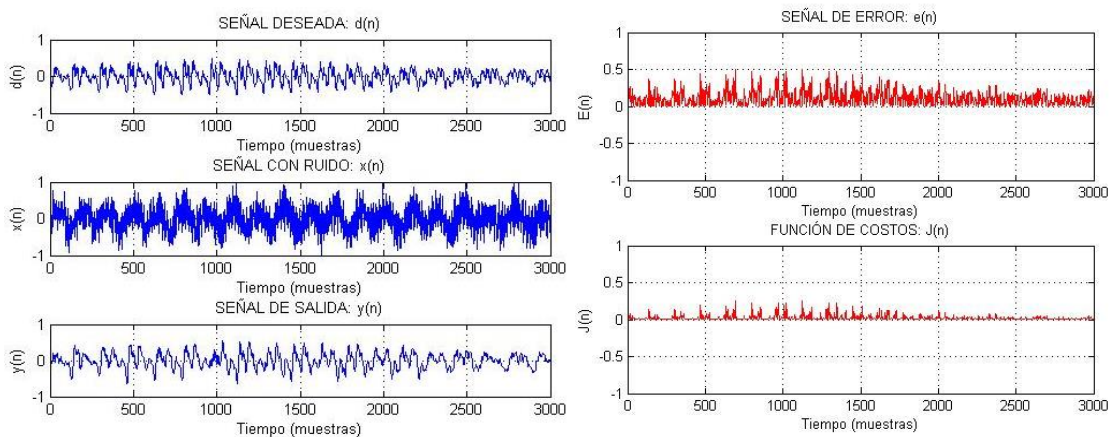 SEÑAL DESEADA: d(n)
1
0
-1
d(n)
0 500 1000 1500 2000 2500 3000
Tiempo (muestras)
SEÑAL CON RUIDO: x(n)
1
0
-1
x(n)
0 500 1000 1500 2000 2500 3000
Tiempo (muestras)
SEÑAL DE SALIDA: y(n)
1
0
-1
y(n)
0 500 1000 1500 2000 2500 3000
Tiempo (muestras)
SEÑAL DE ERROR: e(n)
1
0.5
0
-0.5
-1
E(n)
0 500 1000 1500 2000 2500 3000
Tiempo (muestras)
FUNCIÓN DE COSTOS: J(n)
1
0.5
0
-0.5
-1
J(n)
0 500 1000 1500 2000 2500 3000
Tiempo (muestras)